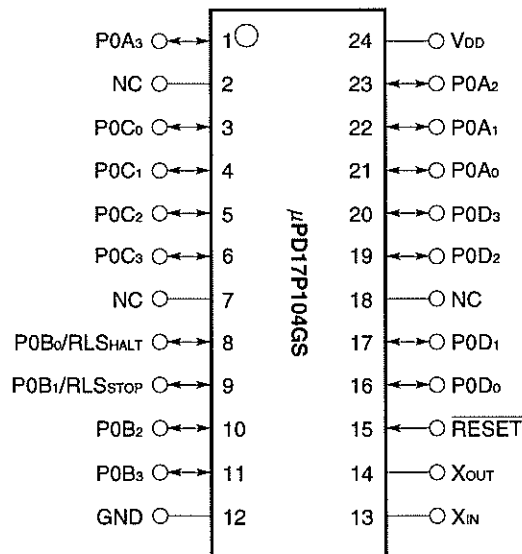 P0A₃ 1 24 VDD
NC 2 23 P0A₂
P0C₀ 3 22 P0A₁
P0C₁ 4 21 P0A₀
P0C₂ 5 20 P0D₃
P0C₃ 6 19 P0D₂
NC 7 18 NC
P0B₀/RLSHALT 8 17 P0D₁
P0B₁/RLSSTOP 9 16 P0D₀
P0B₂ 10 15 RESET
P0B₃ 11 14 XOUT
GND 12 13 XIN
μPD17P104GS